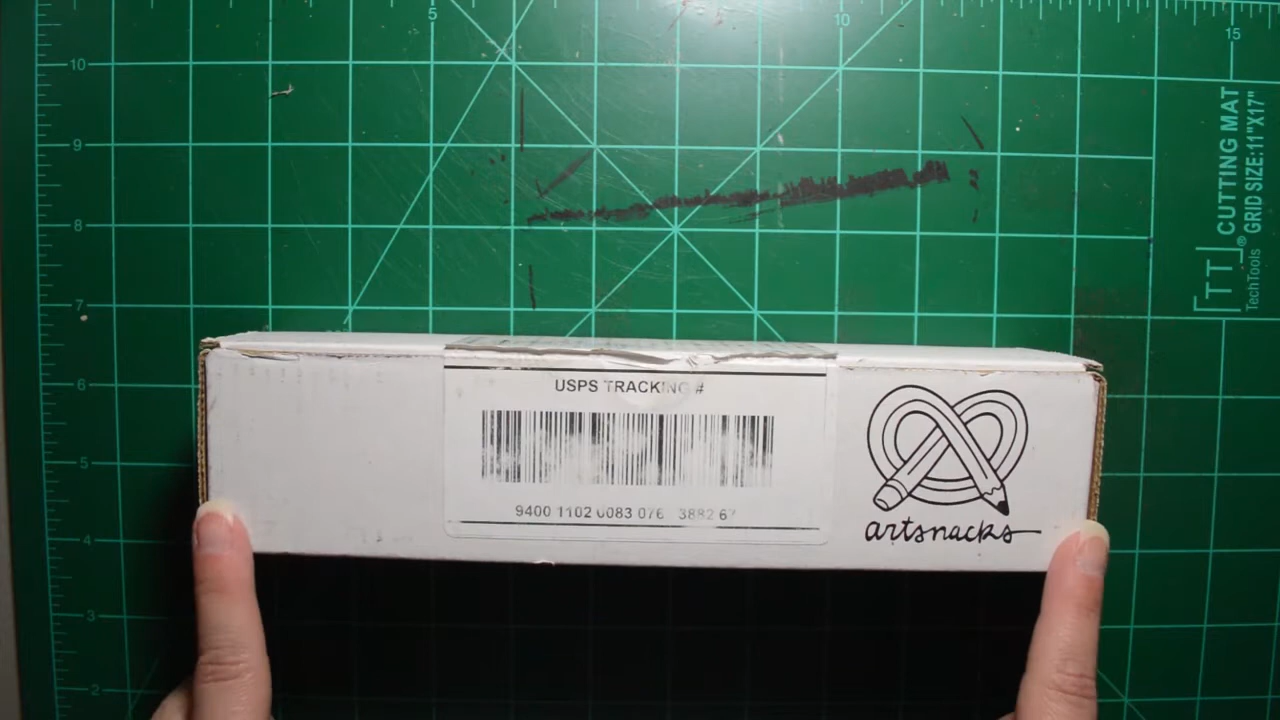 5
10
15
10
9
8
7
6
5
4
3
2
[TT]® CUTTING MAT
TechTools GRID SIZE:11"X17"
USPS TRACKING #
9400 1102 0083 076 3882 67
artsnacks